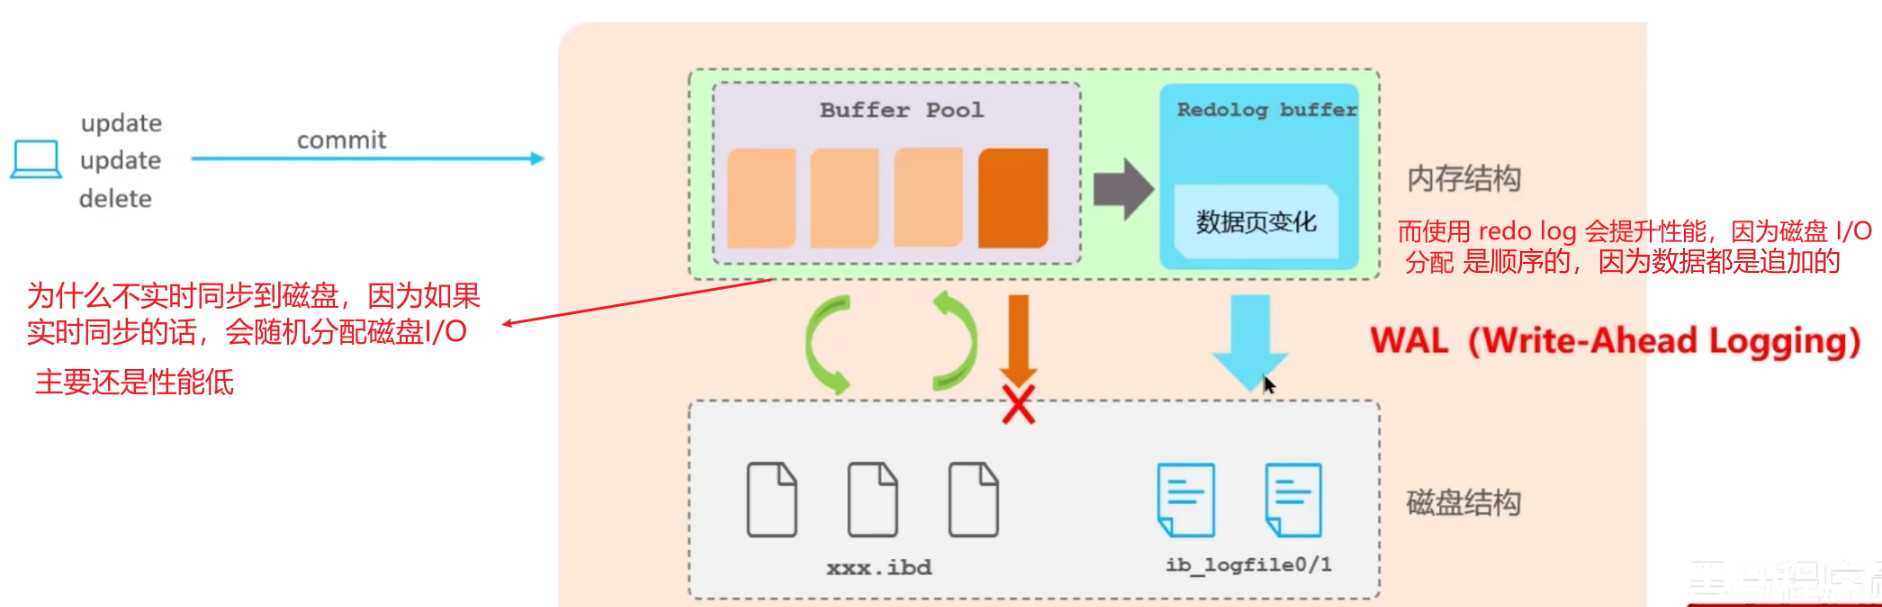 update
update
delete
commit
Buffer Pool
Redolog buffer
数据页变化
内存结构
而使用 redo log 会提升性能，因为磁盘 I/O
分配 是顺序的，因为数据都是追加的
为什么不实时同步到磁盘，因为如果
实时同步的话，会随机分配磁盘I/O
主要还是性能低
WAL（Write-Ahead Logging）
xxx.ibd
ib_logfile0/1
磁盘结构